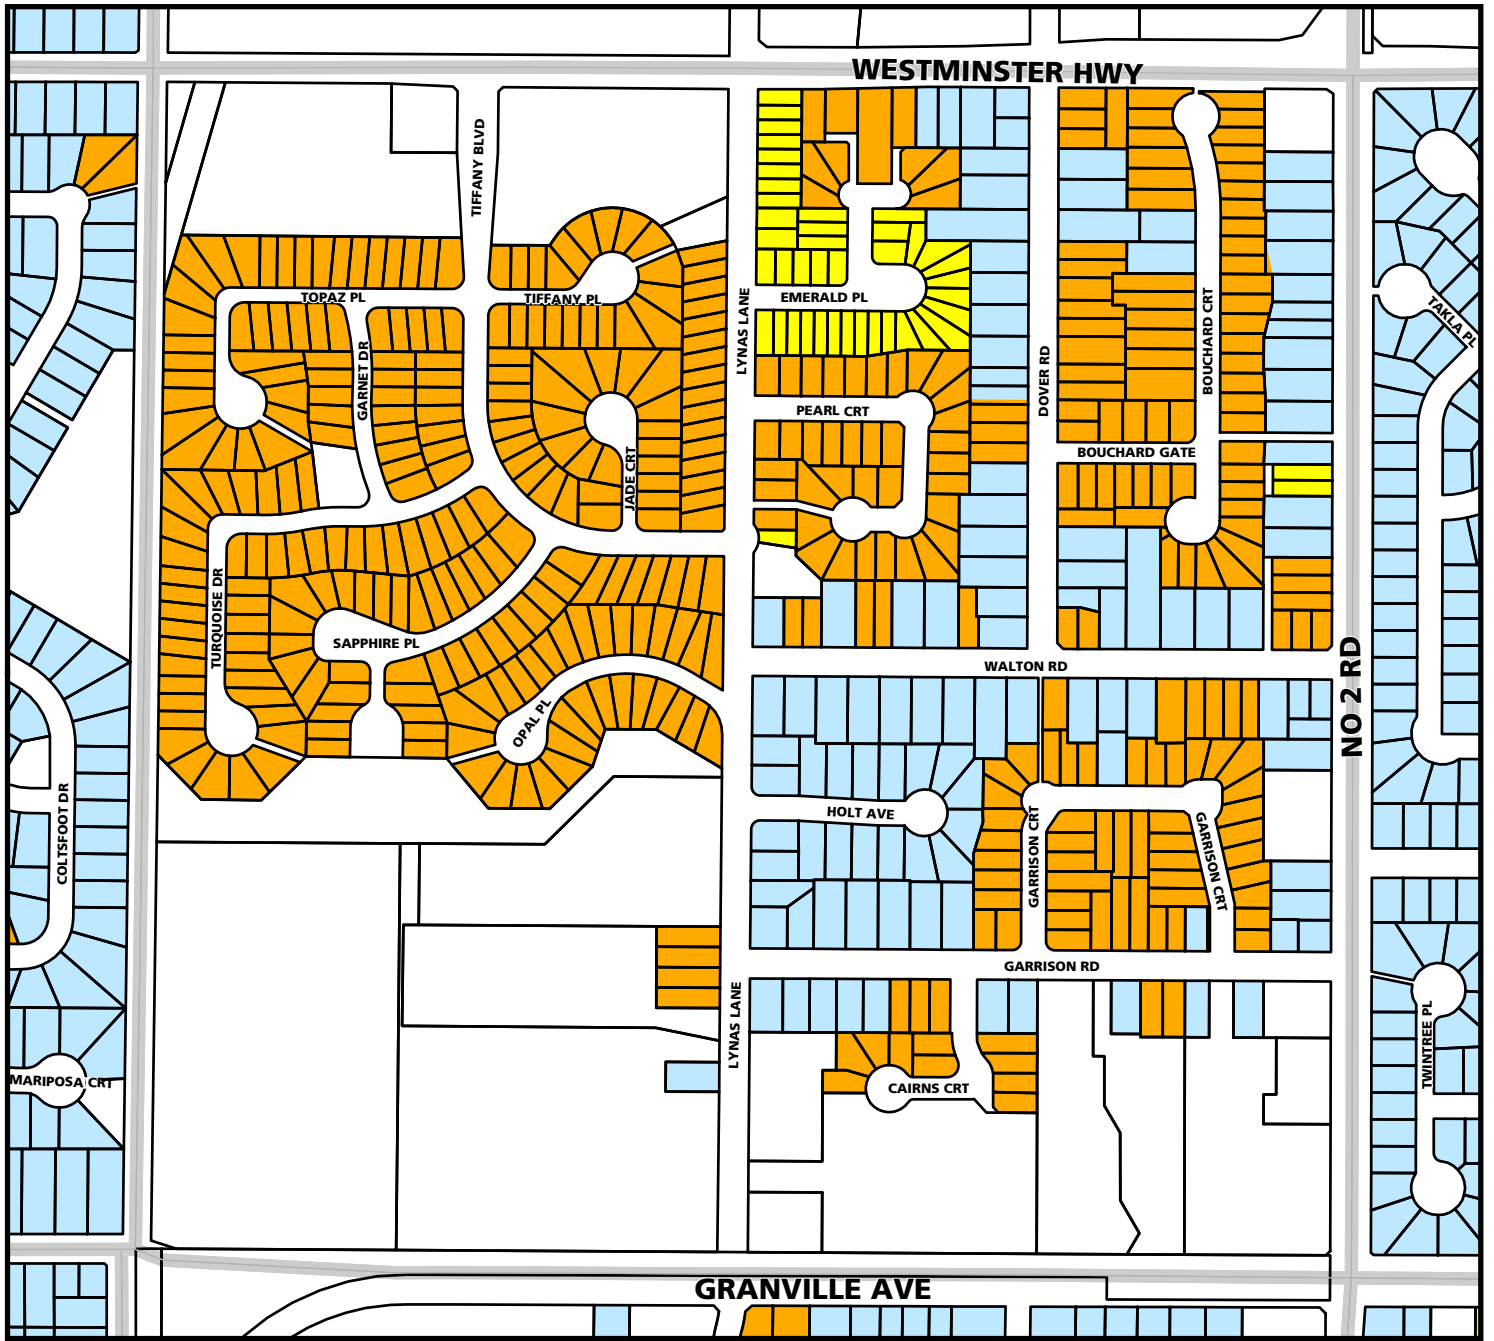 WESTMINSTER HWY
TIFFANY BLVD
TOPAZ PL
TIFFANY PL
EMERALD PL
LYNAS LANE
TAKLA PL
BOUCHARD CRT
GARNET DR
DOVER RD
PEARL CRT
BOUCHARD GATE
JADE CRT
TURQUOISE DR
SAPPHIRE PL
WALTON RD
NO 2 RD
OPAL PL
COLTSFOOT DR
HOLT AVE
GARRISON CRT
GARRISON CRT
GARRISON RD
LYNAS LANE
TWINTREE PL
MARIPOSA CRT
CAIRNS CRT
GRANVILLE AVE